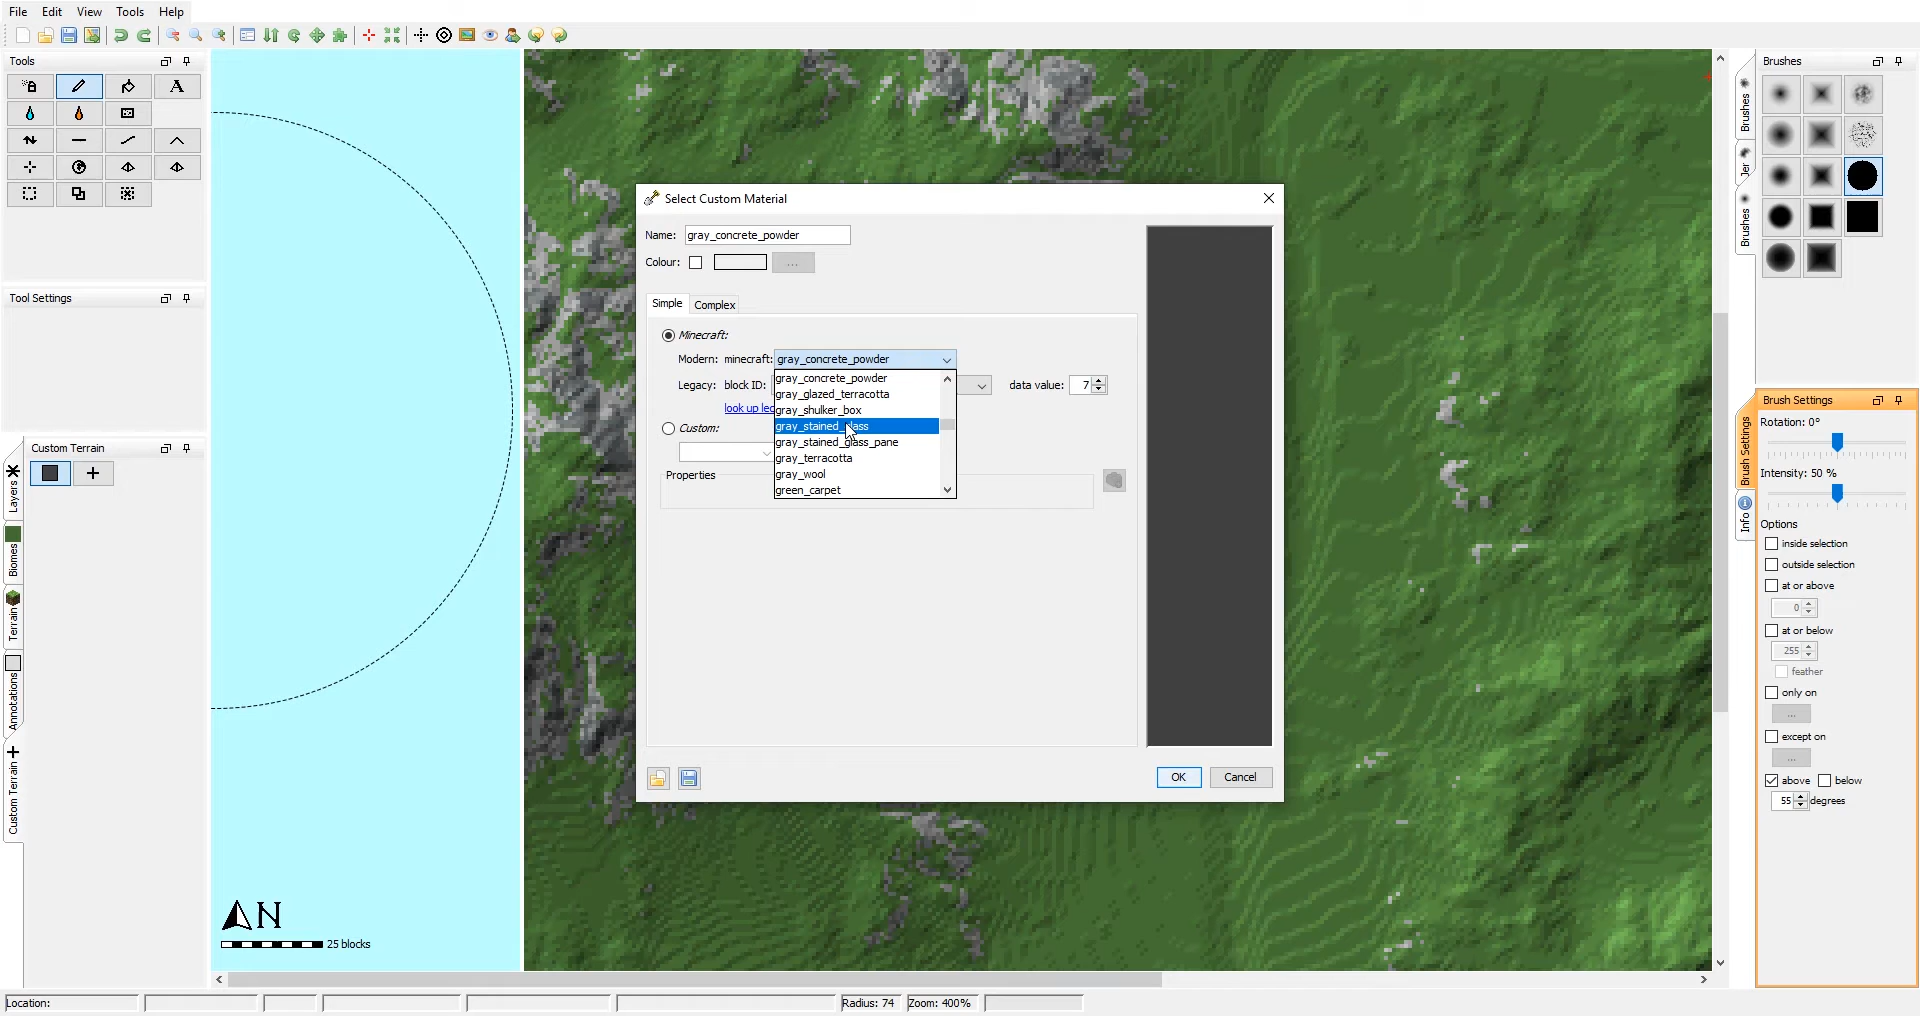 File Edit View Tools Help
Tools
A
Tool Settings
Custom Terrain
Layers
Biomes
Terrain
Annotations
Custom Terrain
N
25 blocks
Select Custom Material
Name: gray_concrete_powder
Colour: ...
Simple Complex
Minecraft:
Modern: minecraft: gray_concrete_powder
Legacy: block ID: data value: 7
look up leg
Custom:
Properties
gray_concrete_powder
gray_glazed_terracotta
gray_shulker_box
gray_stained_glass
gray_stained_glass_pane
gray_terracotta
gray_wool
green_carpet
OK Cancel
Brushes
Brushes
Jer
Brushes
Brush Settings
Brush Settings
Info
Rotation: 0°
Intensity: 50 %
Options
inside selection
outside selection
at or above
0
at or below
255
feather
only on
...
except on
...
above below
55 degrees
Location:
Radius: 74 Zoom: 400%